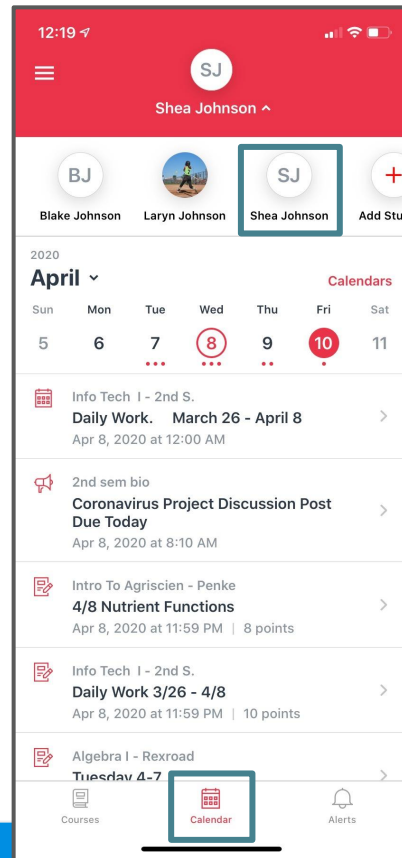 12:19
SJ
Shea Johnson
BJ
SJ
Blake Johnson
Laryn Johnson
Shea Johnson
Add Stu
2020
April
Calendars
Sun Mon Tue Wed Thu Fri Sat
5 6 7 8 9 10 11
Info Tech I - 2nd S.
Daily Work. March 26 - April 8
Apr 8, 2020 at 12:00 AM
2nd sem bio
Coronavirus Project Discussion Post
Due Today
Apr 8, 2020 at 8:10 AM
Intro To Agriscien - Penke
4/8 Nutrient Functions
Apr 8, 2020 at 11:59 PM | 8 points
Info Tech I - 2nd S.
Daily Work 3/26 - 4/8
Apr 8, 2020 at 11:59 PM | 10 points
Algebra I - Rexroad
Tuesday 4-7
Courses
Calendar
Alerts